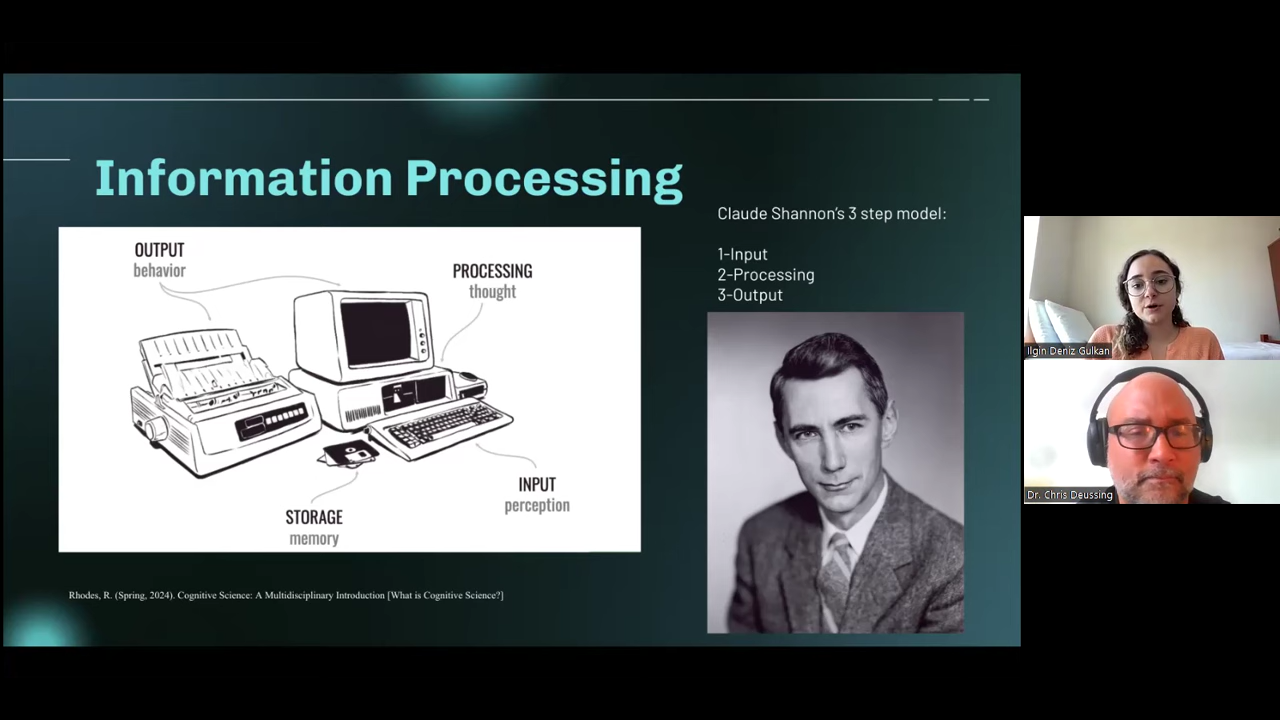 Information Processing
OUTPUT
behavior
PROCESSING
thought
INPUT
perception
STORAGE
memory
Claude Shannon's 3 step model:
1-Input
2-Processing
3-Output
Rhodes, R. (Spring, 2024). Cognitive Science: A Multidisciplinary Introduction [What is Cognitive Science?]
Ilgin Deniz Gulkan
Dr. Chris Deussing